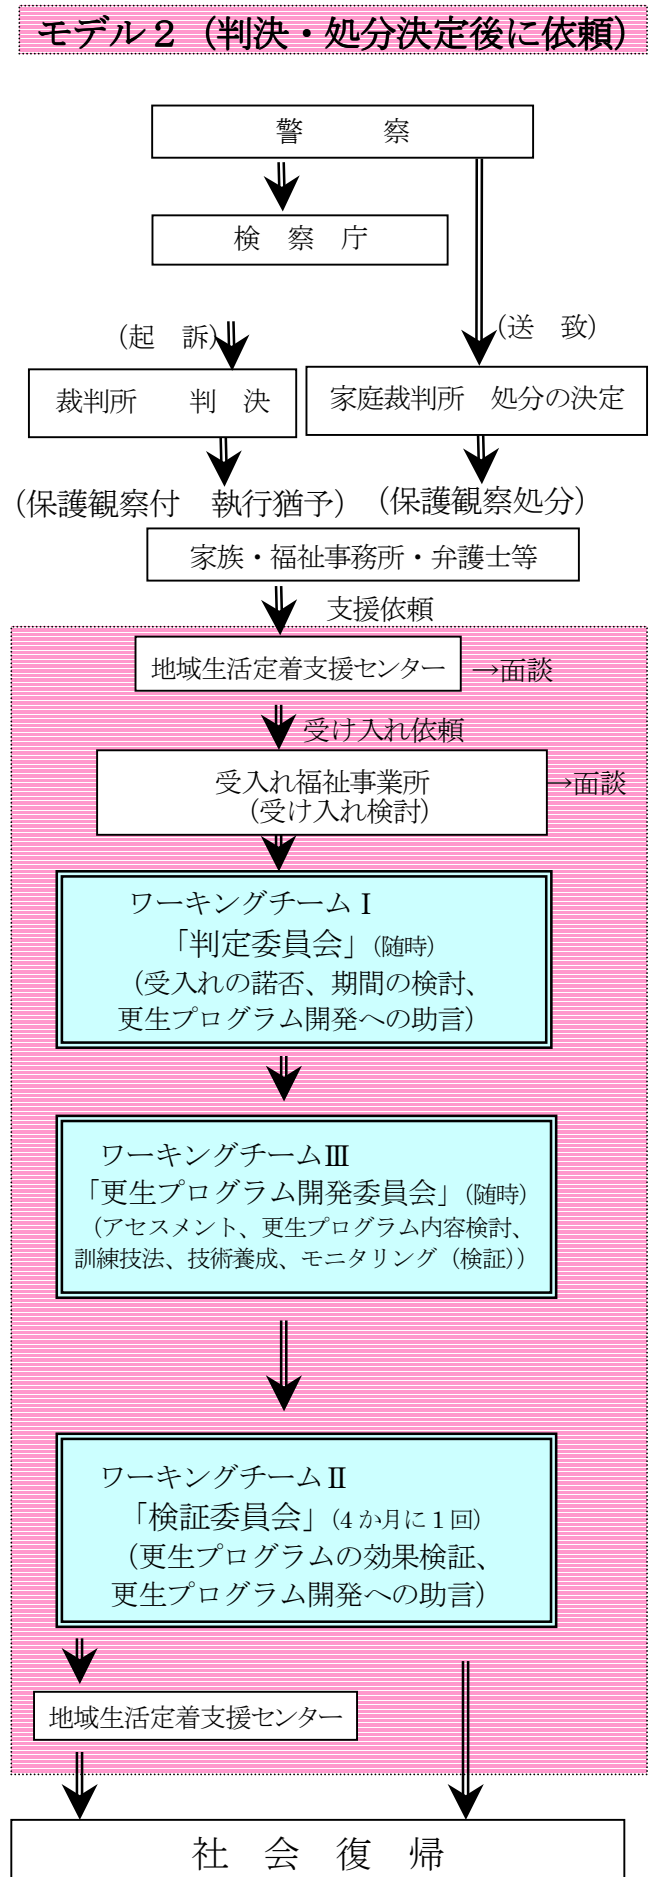 モデル２（判決・処分決定後に依頼）
警　　　察
検　察　庁
（起　訴）
（送　致）
裁判所　　判　決
家庭裁判所　処分の決定
（保護観察付　執行猶予）
（保護観察処分）
家族・福祉事務所・弁護士等
支援依頼
地域生活定着支援センター
→面談
受け入れ依頼
受入れ福祉事業所
（受け入れ検討）
→面談
ワーキングチームⅠ
「判定委員会」（随時）
（受入れの諾否、期間の検討、
更生プログラム開発への助言）
ワーキングチームⅢ
「更生プログラム開発委員会」（随時）
（アセスメント、更生プログラム内容検討、
訓練技法、技術養成、モニタリング（検証））
ワーキングチームⅡ
「検証委員会」（4 か月に 1 回）
（更生プログラムの効果検証、
更生プログラム開発への助言）
地域生活定着支援センター
社　会　復　帰